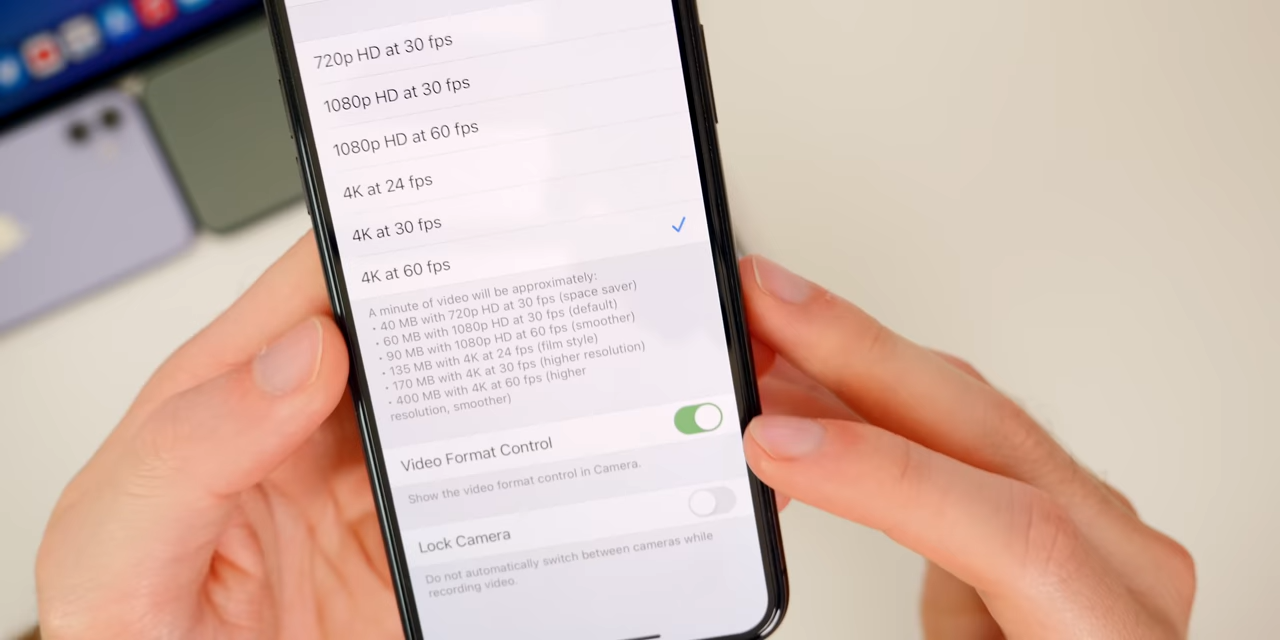 720p HD at 30 fps
1080p HD at 30 fps
1080p HD at 60 fps
4K at 24 fps
4K at 30 fps
4K at 60 fps
A minute of video will be approximately:
• 40 MB with 720p HD at 30 fps (space saver)
• 60 MB with 1080p HD at 30 fps (default)
• 90 MB with 1080p HD at 60 fps (smoother)
• 135 MB with 4K at 24 fps (film style)
• 170 MB with 4K at 30 fps (higher resolution)
• 400 MB with 4K at 60 fps (higher
resolution, smoother)
Video Format Control
Show the video format control in Camera.
Lock Camera
Do not automatically switch between cameras while
recording video.